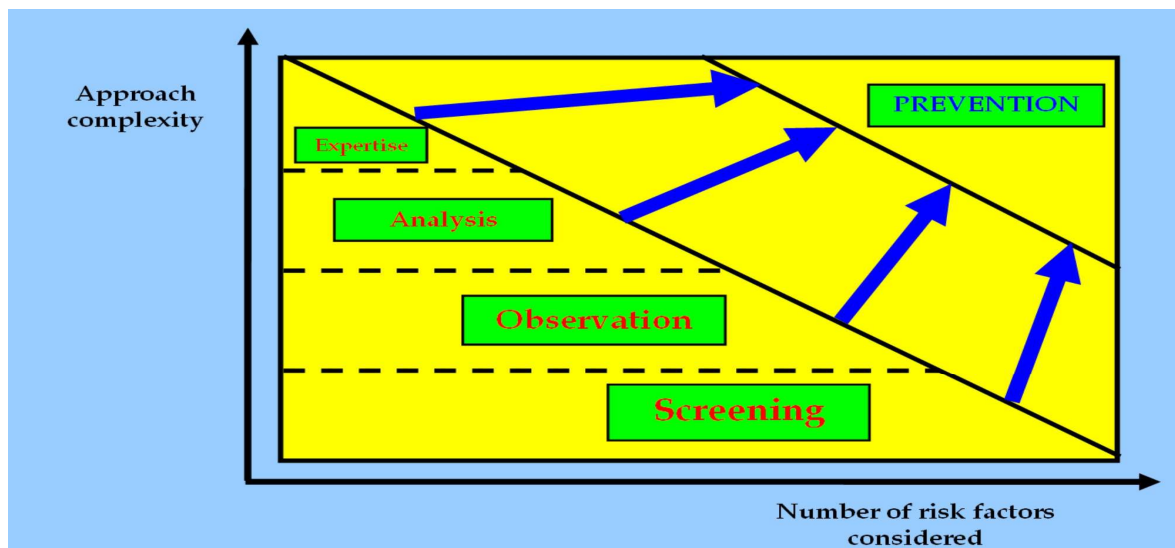 Approach
complexity
PREVENTION
Expertise
Analysis
Observation
Screening
Number of risk factors
considered